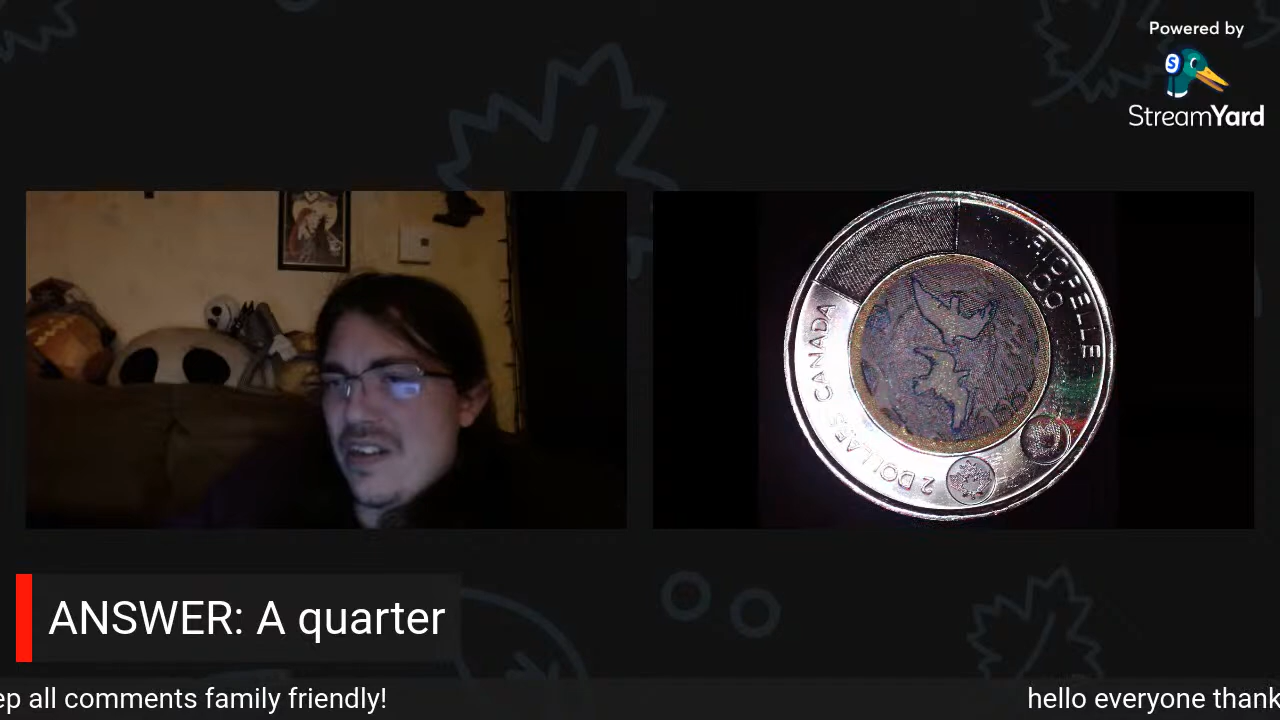 Powered by
StreamYard
RIOPELLE
100
2 DOLLARS CANADA
ANSWER: A quarter
ep all comments family friendly!
hello everyone thank